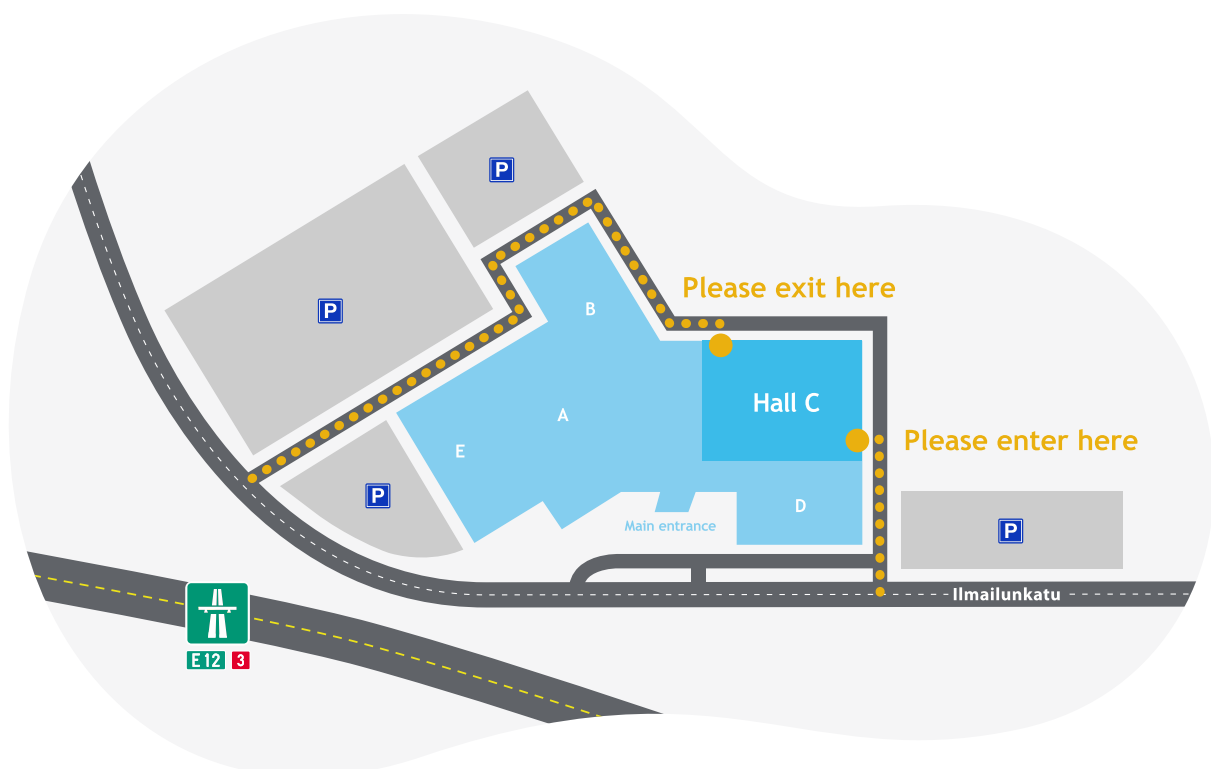 P
B
Please exit here
P
Hall C
A
Please enter here
E
P
D
Main entrance
P
Ilmailunkatu
E 12 3